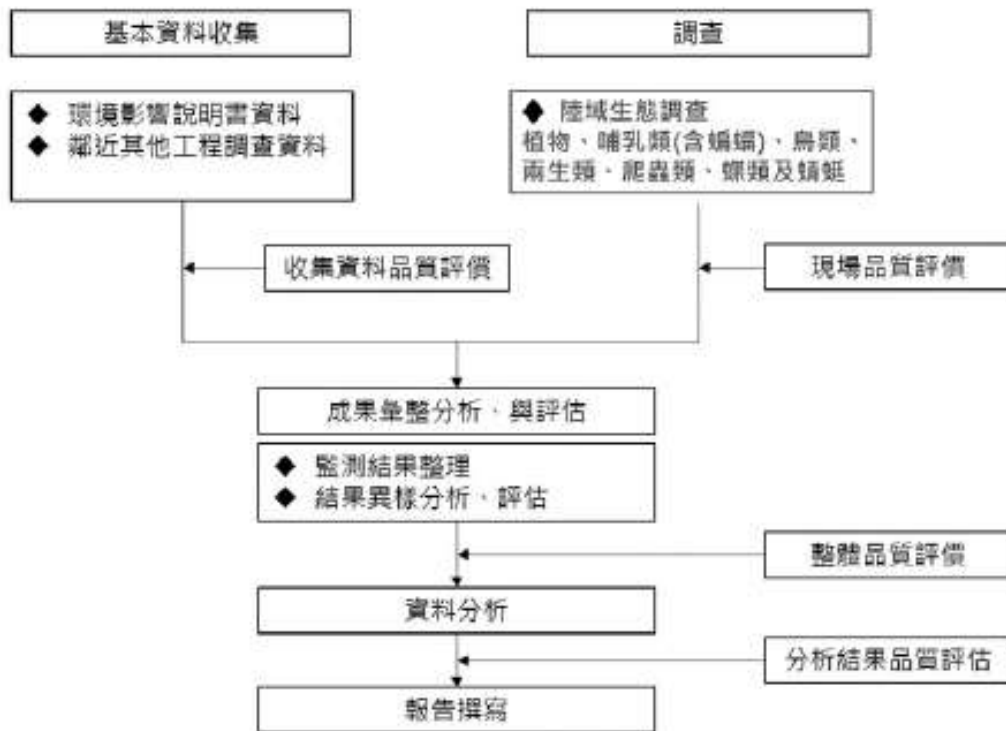 基本資料收集
調查
◆ 環境影響說明書資料
◆ 鄰近其他工程調查資料
◆ 陸域生態調查
植物、哺乳類(含蝙蝠)、鳥類、
兩生類、爬蟲類、蝶類及蜻蜓
收集資料品質評價
現場品質評價
成果彙整分析、與評估
◆ 監測結果整理
◆ 結果異樣分析、評估
整體品質評價
資料分析
分析結果品質評估
報告撰寫